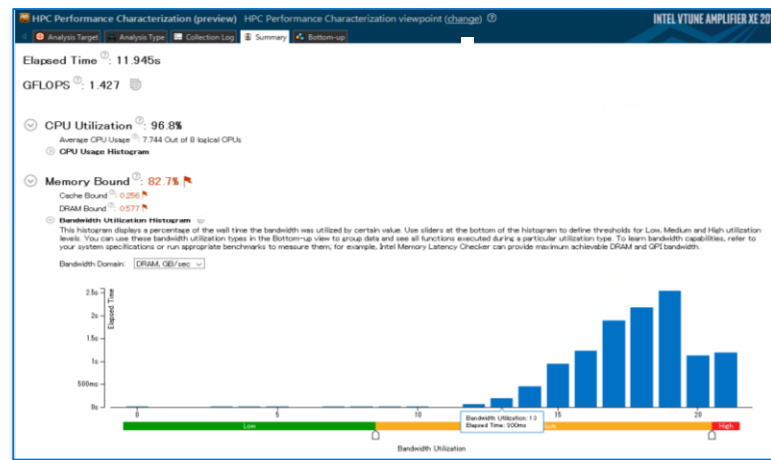 HPC Performance Characterization (preview) HPC Performance Characterization viewpoint (change) INTEL VTUNE AMPLIFIER XE 20
Analysis Target Analysis Type Collection Log Summary Bottom-up
Elapsed Time: 11.945s
GFLOPS: 1.427
CPU Utilization: 96.8%
Average CPU Usage: 7.744 Out of 8 logical CPUs
CPU Usage Histogram
Memory Bound: 82.7%
Cache Bound: 0.256
DRAM Bound: 0.577
Bandwidth Utilization Histogram
This histogram displays a percentage of the wall time the bandwidth was utilized by certain value. Use sliders at the bottom of the histogram to define thresholds for Low, Medium and High utilization
levels. You can use these bandwidth utilization types in the Bottom-up view to group data and see all functions executed during a particular utilization type. To learn bandwidth capabilities, refer to
your system specifications or run appropriate benchmarks to measure them; for example, Intel Memory Latency Checker can provide maximum achievable DRAM and QPI bandwidth.
Bandwidth Domain: DRAM, GB/sec
Elapsed Time
2.5s
2s
1.5s
1s
500ms
0s
0 5 10 15 20
Bandwidth Utilization: 13
Elapsed Time: 200ms
Low High
Bandwidth Utilization